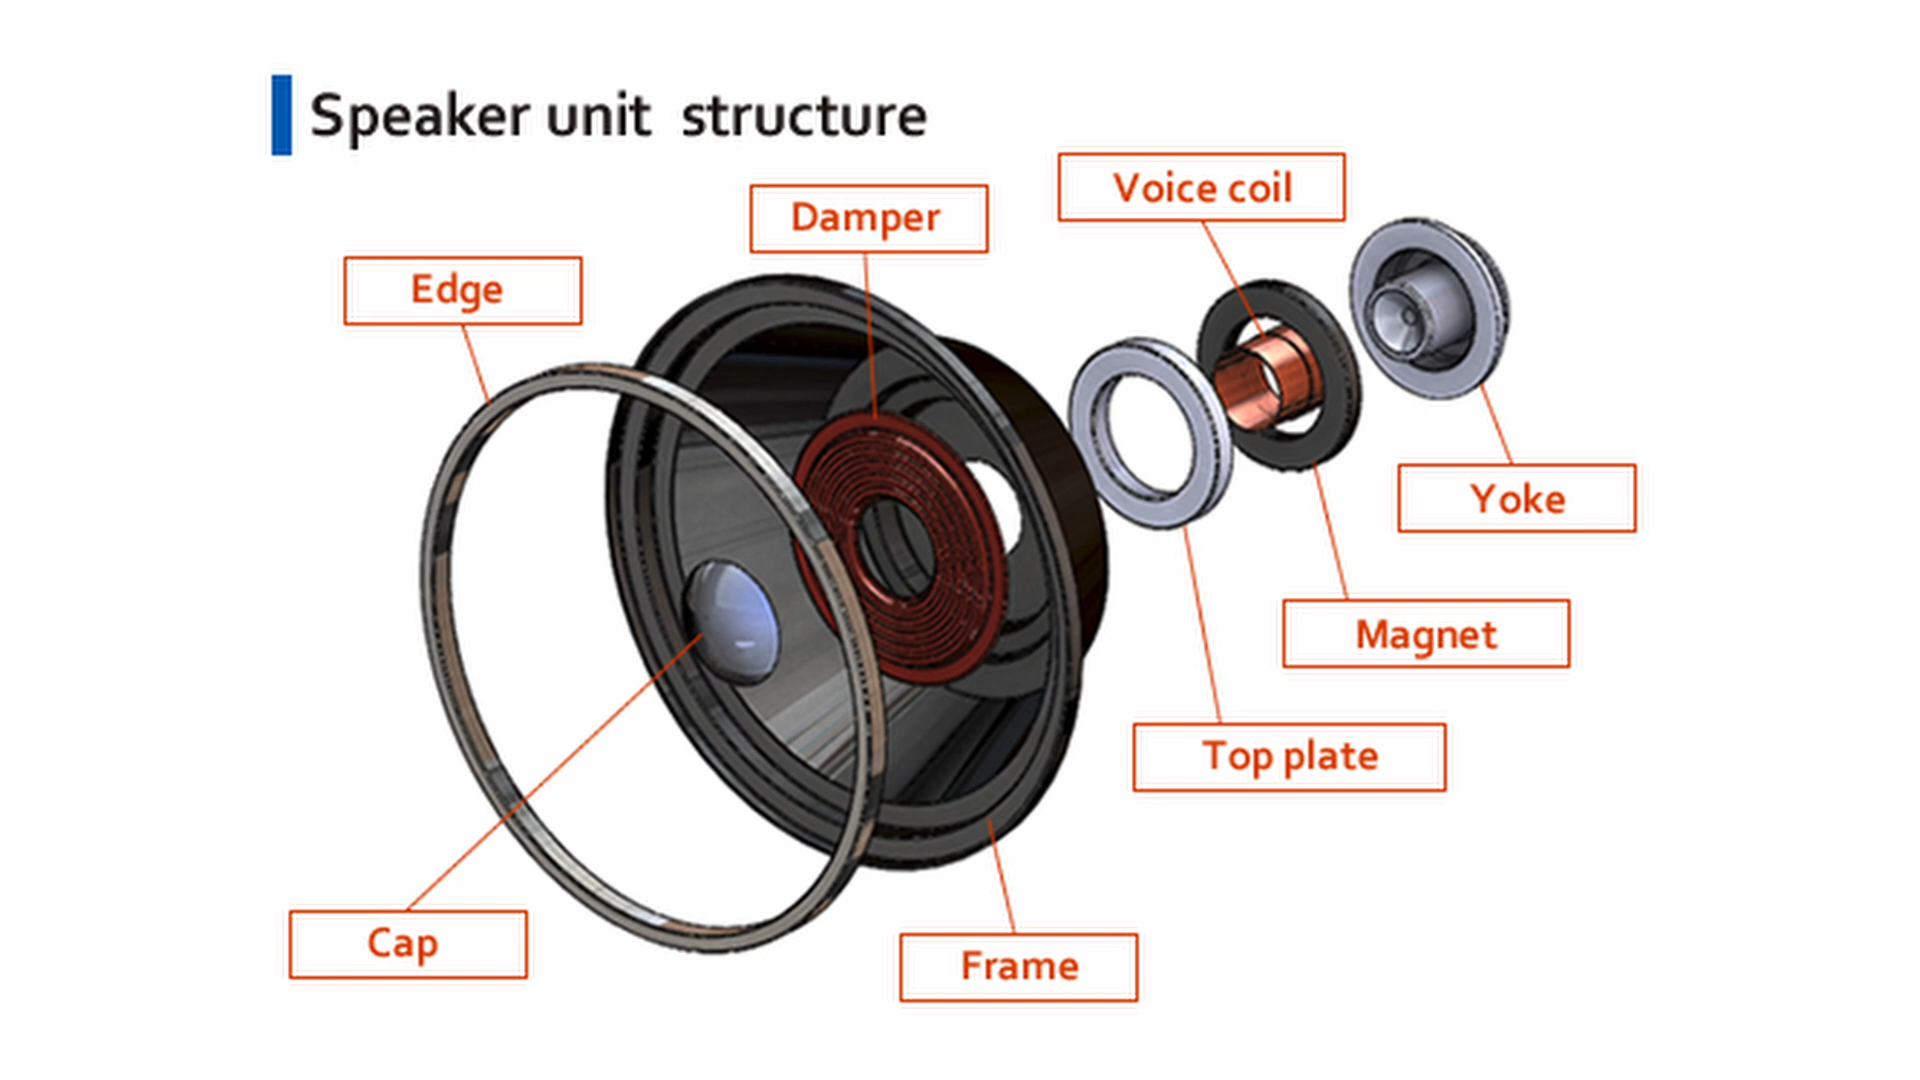 Speaker unit structure
Voice coil
Damper
Edge
Yoke
Magnet
Top plate
Cap
Frame